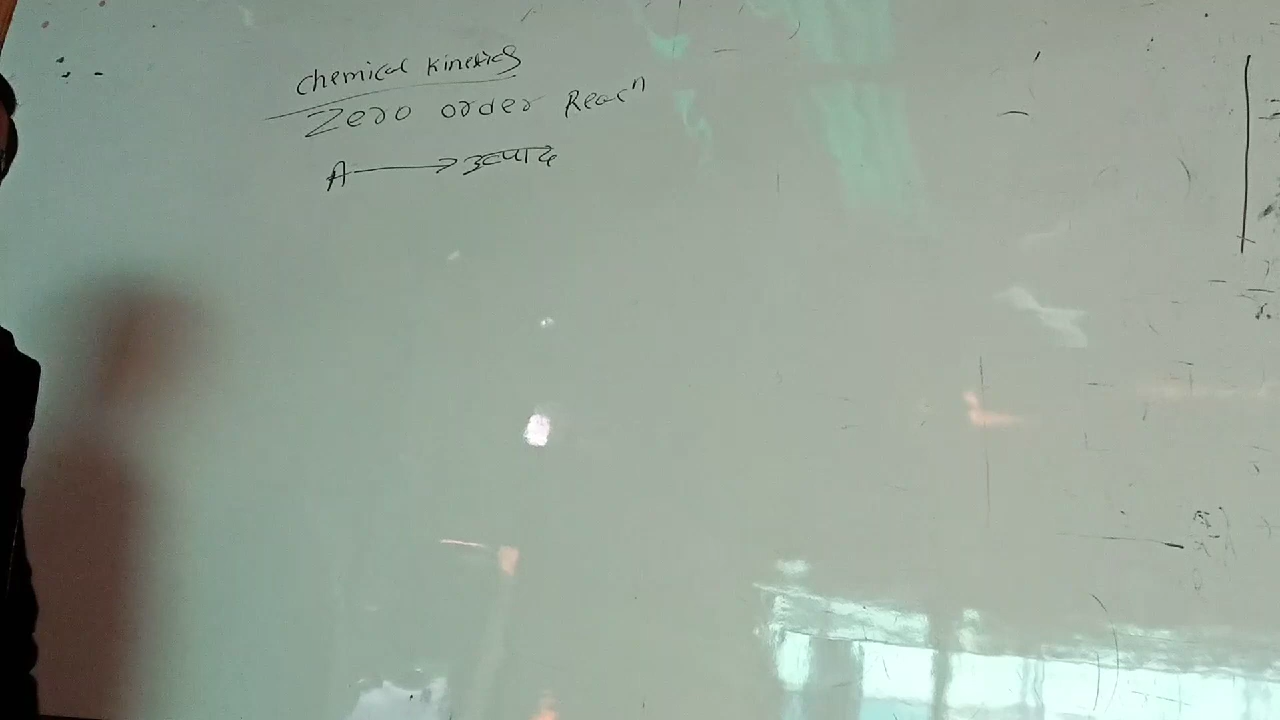 chemical kinetics
Zero order Reacⁿ
A → उत्पाद